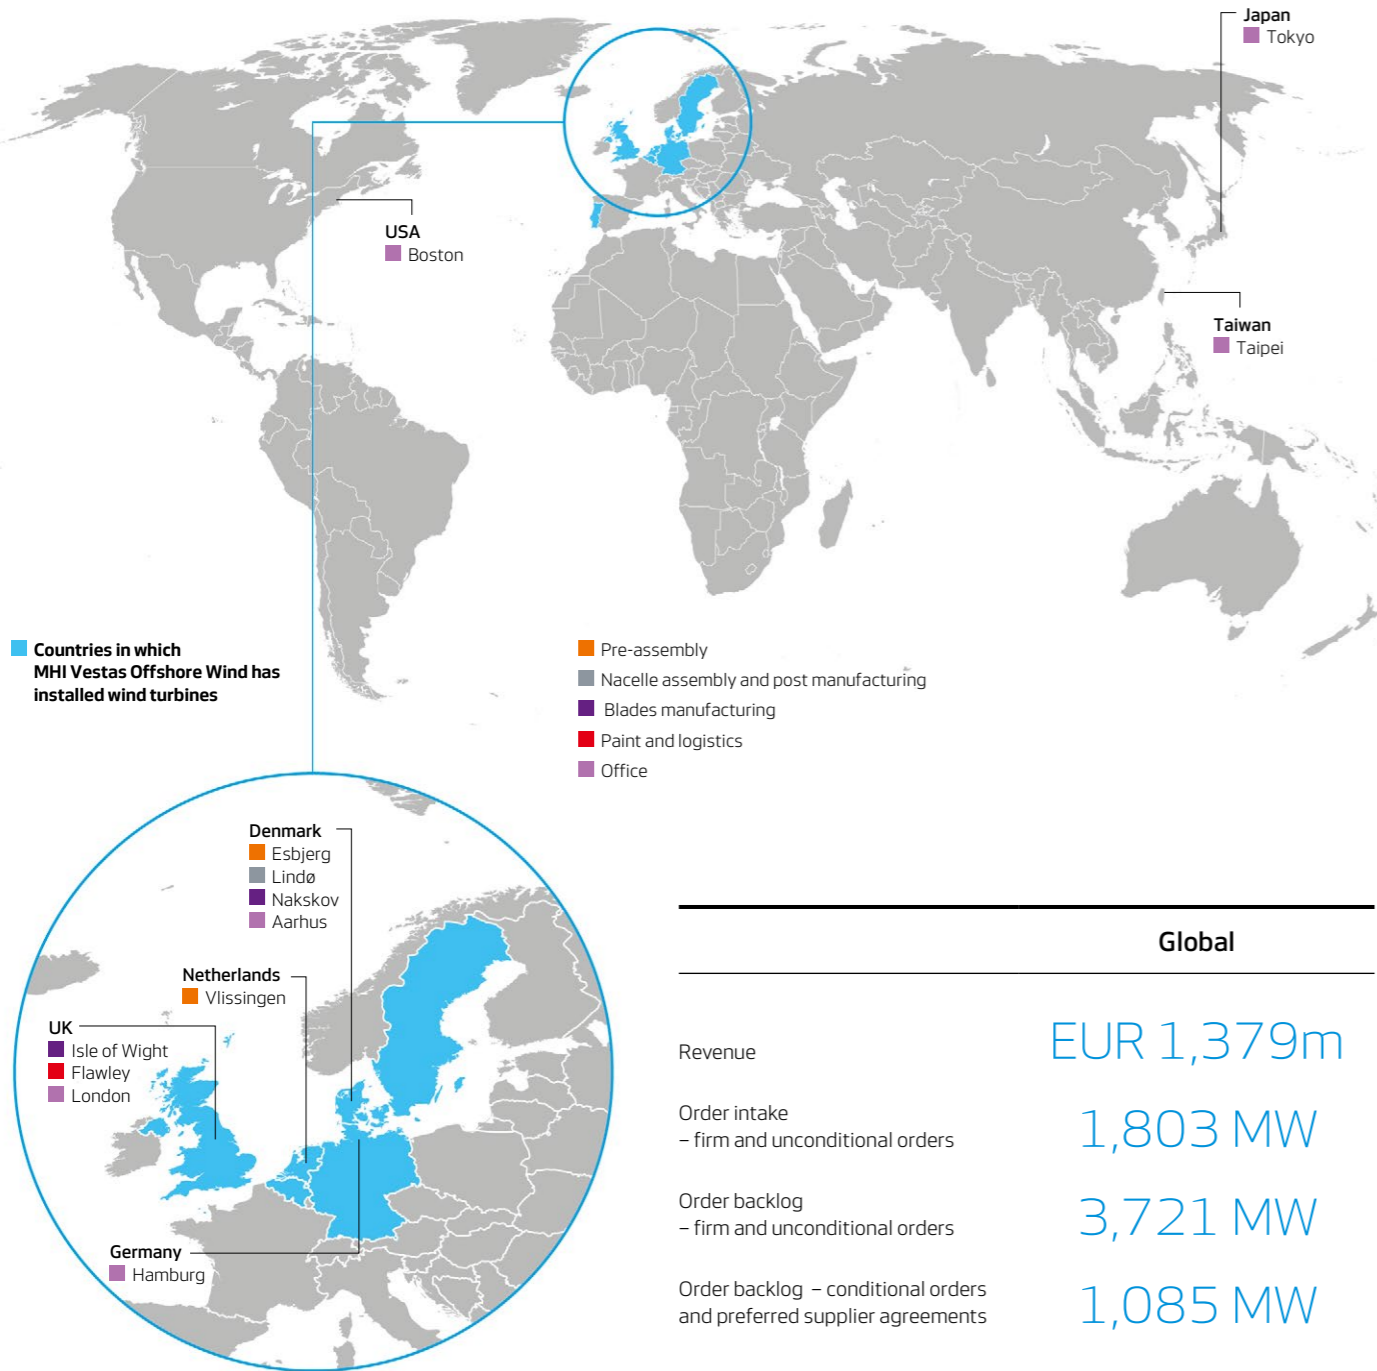 Japan
Tokyo
USA
Boston
Taiwan
Taipei
Countries in which
MHI Vestas Offshore Wind has
installed wind turbines
Pre-assembly
Nacelle assembly and post manufacturing
Blades manufacturing
Paint and logistics
Office
Denmark
Esbjerg
Lindø
Nakskov
Aarhus
Netherlands
Vlissingen
UK
Isle of Wight
Flawley
London
Germany
Hamburg
Global
Revenue
EUR 1,379m
Order intake
– firm and unconditional orders
1,803 MW
Order backlog
– firm and unconditional orders
3,721 MW
Order backlog – conditional orders
and preferred supplier agreements
1,085 MW